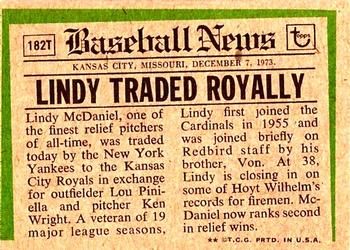 182T
Baseball News
topps
KANSAS CITY, MISSOURI, DECEMBER 7, 1973.
LINDY TRADED ROYALLY
Lindy McDaniel, one of
the finest relief pitchers
of all-time, was traded
today by the New York
Yankees to the Kansas
City Royals in exchange
for outfielder Lou Pini-
ella and pitcher Ken
Wright. A veteran of 19
major league seasons,
Lindy first joined the
Cardinals in 1955 and
was joined briefly on
Redbird staff by his
brother, Von. At 38,
Lindy is closing in on
some of Hoyt Wilhelm's
records for firemen. Mc-
Daniel now ranks second
in relief wins.
** © T.C.G. PRTD. IN U.S.A.